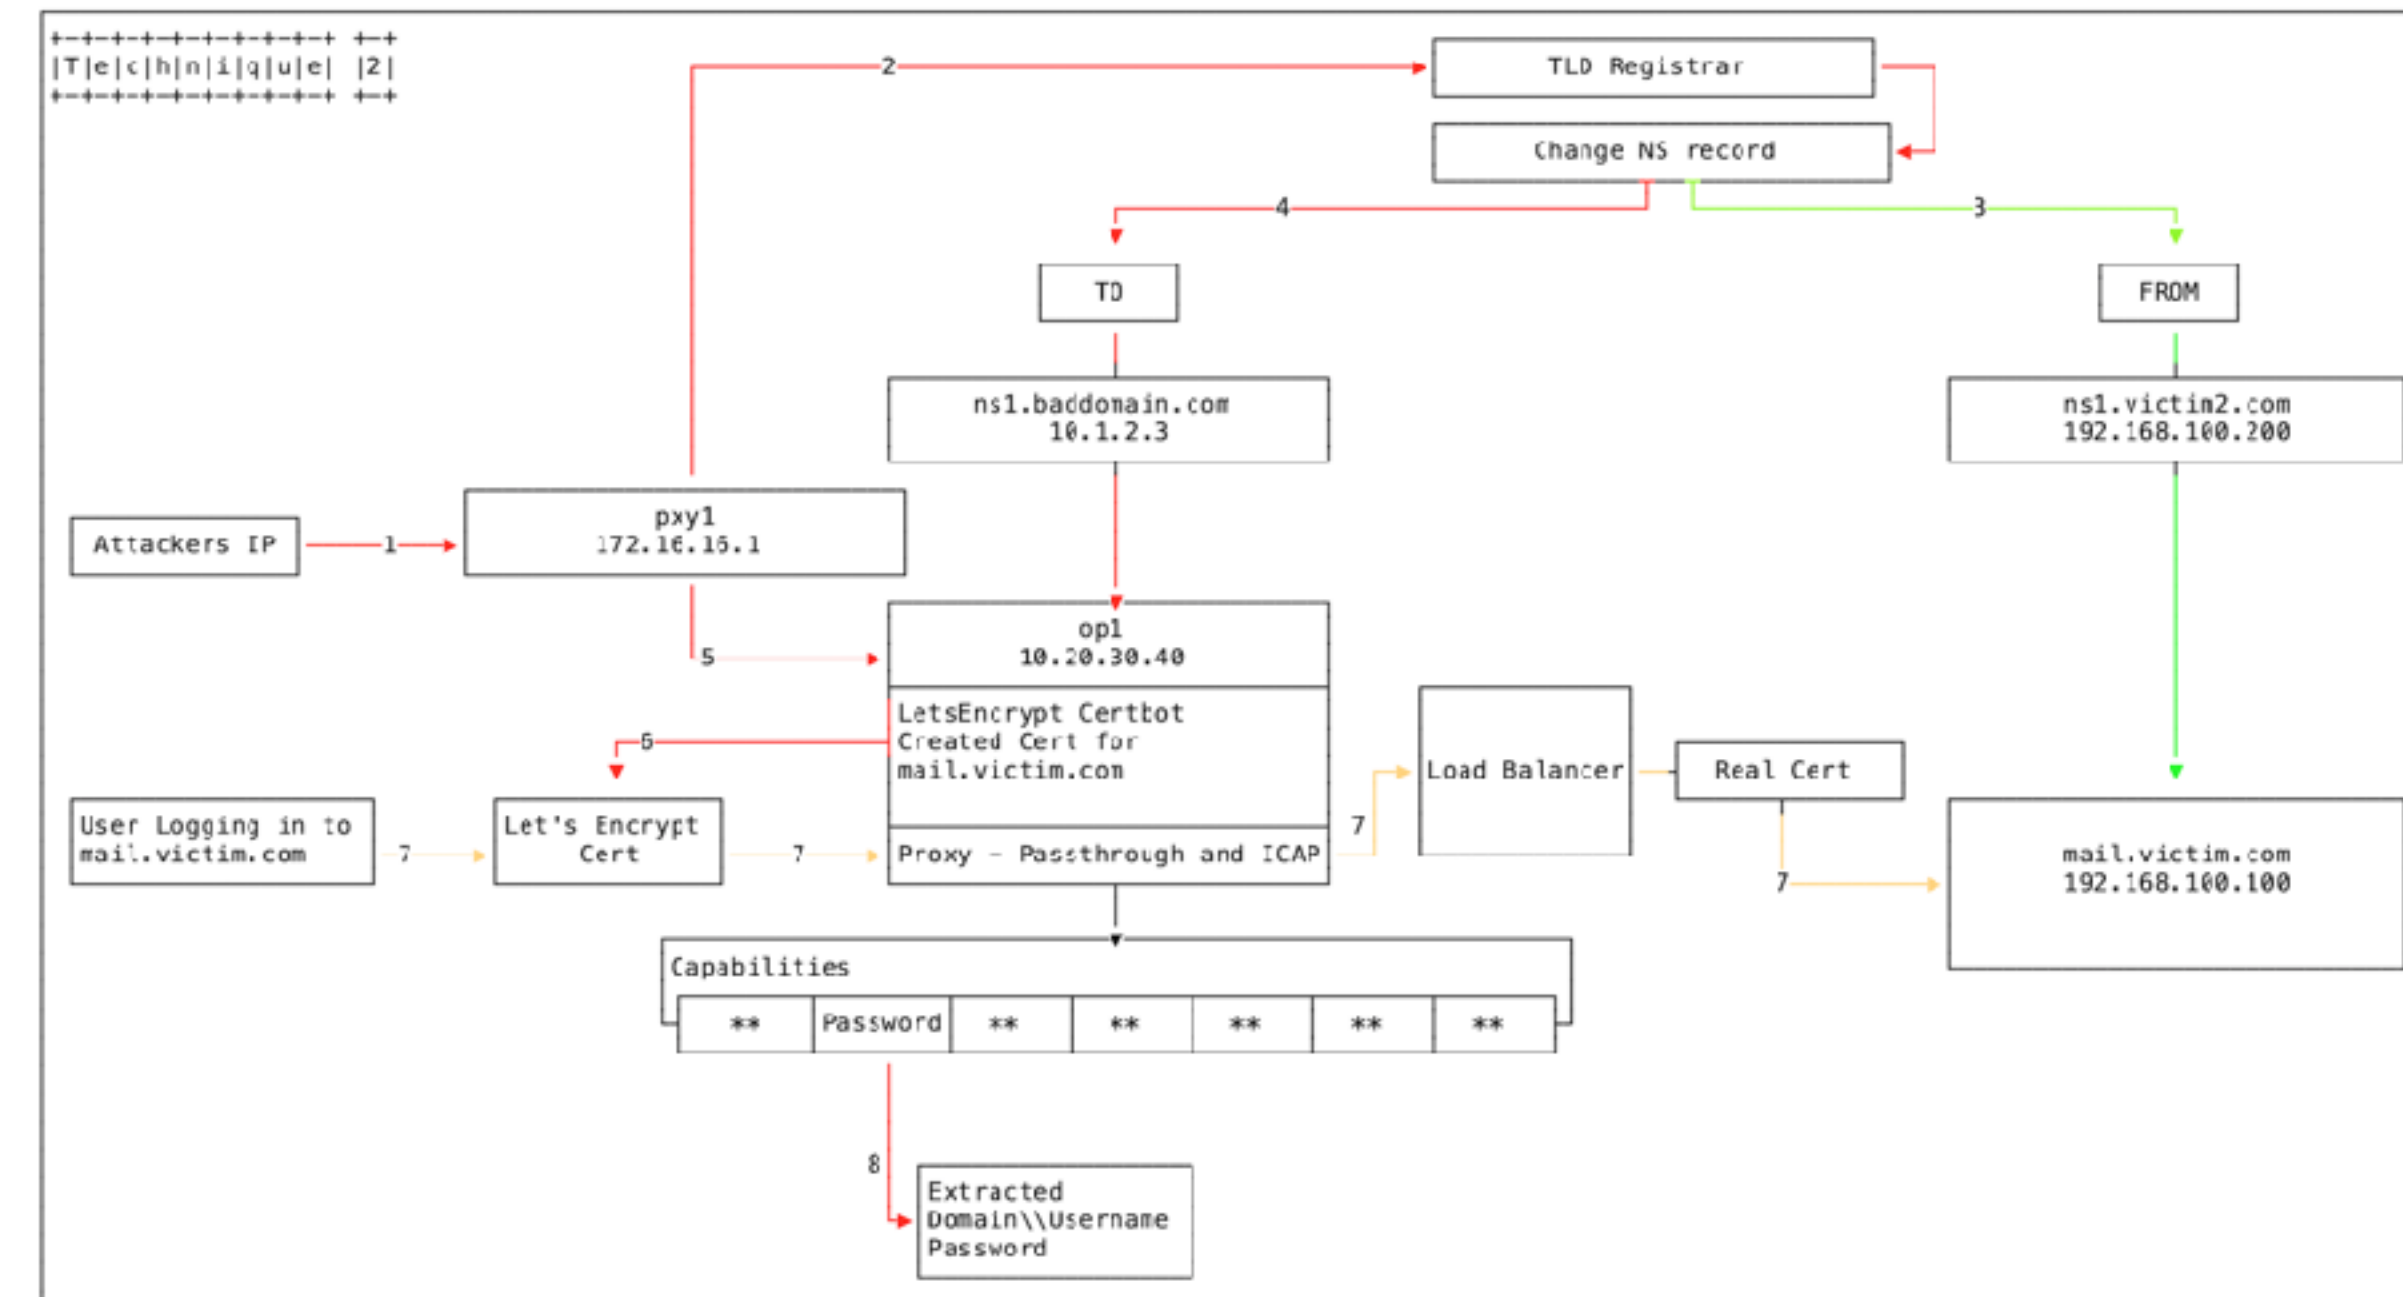 +-+-+-+-+-+-+-+-+-+ +-+
|T|e|c|h|n|i|q|u|e| |2|
+-+-+-+-+-+-+-+-+-+ +-+
2
TLD Registrar
Change NS record
4
3
TO
FROM
ns1.baddomain.com
10.1.2.3
ns1.victim2.com
192.168.100.200
Attackers IP
1
pxy1
172.16.16.1
5
op1
10.20.30.40
LetsEncrypt Certbot
Created Cert for
mail.victim.com
6
Load Balancer
Real Cert
User Logging in to
mail.victim.com
7
Let's Encrypt
Cert
7
Proxy - Passthrough and ICAP
7
7
mail.victim.com
192.168.100.100
Capabilities
** Password ** ** ** ** **
8
Extracted
Domain\\Username
Password